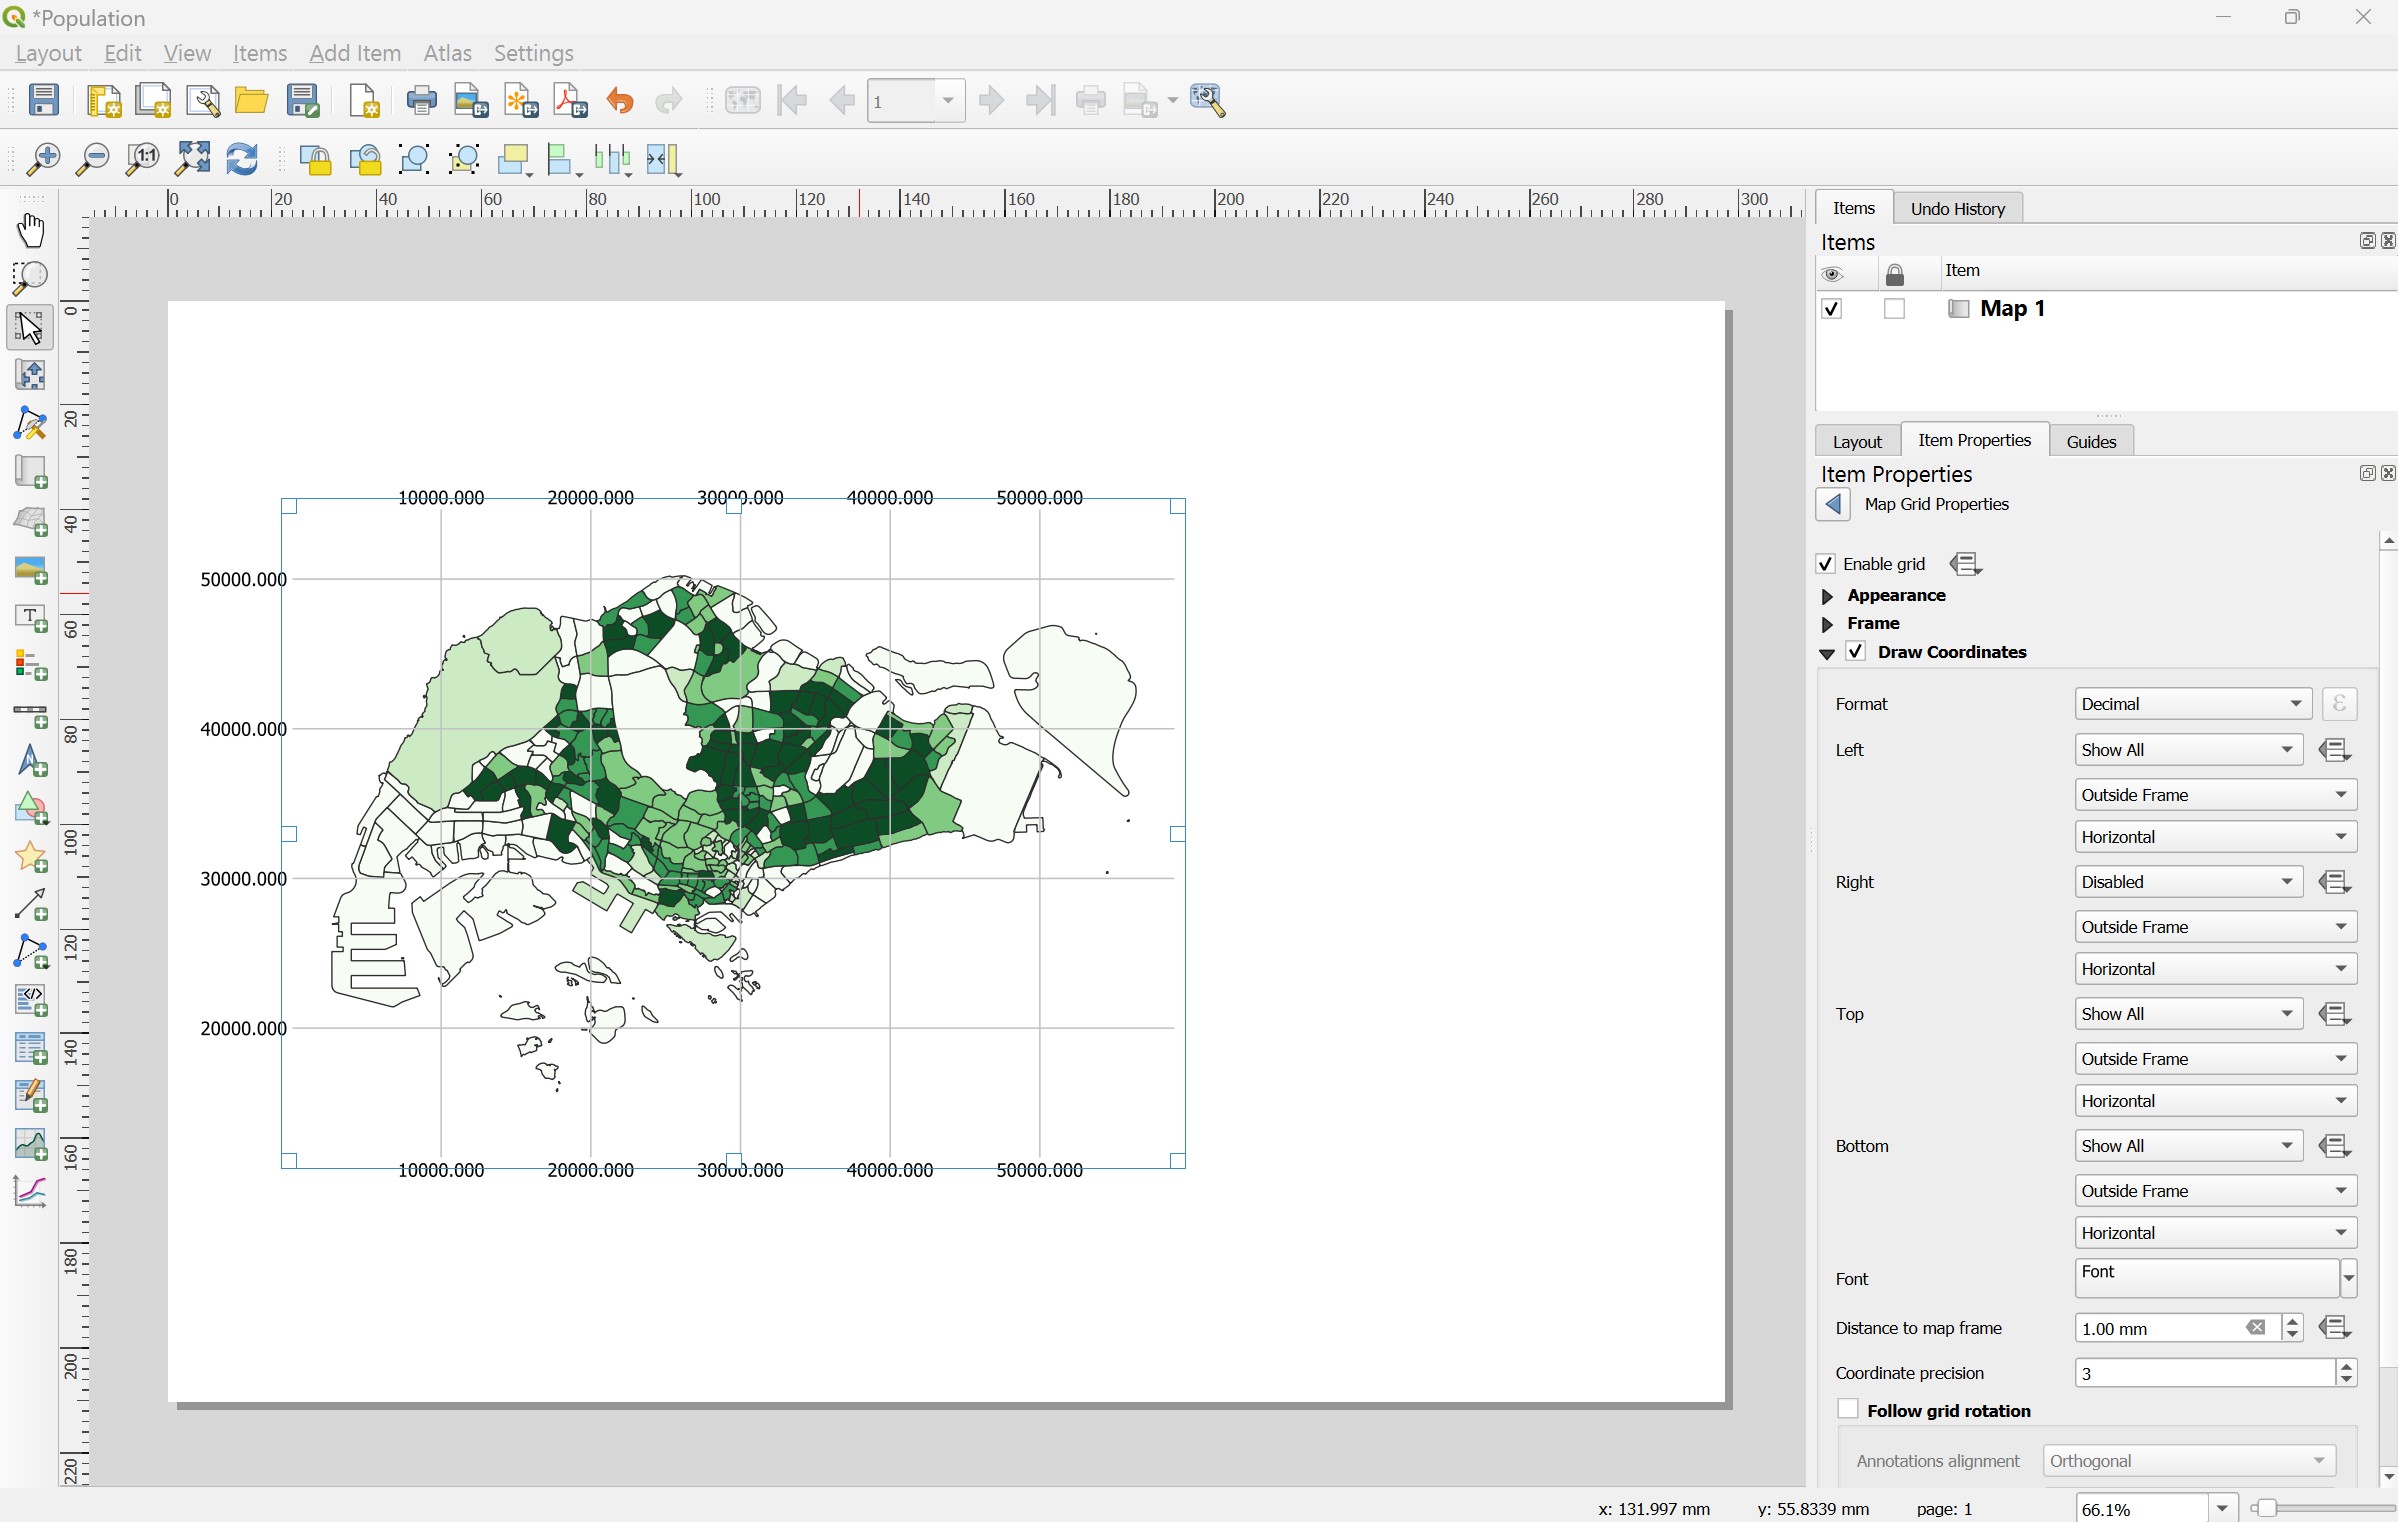 *Population
Layout Edit View Items Add Item Atlas Settings
1
1:1
0 20 40 60 80 100 120 140 160 180 200 220 240 260 280 300
0
20
40
60
80
100
120
140
160
180
200
220
10000.000 20000.000 30000.000 40000.000 50000.000
50000.000
40000.000
30000.000
20000.000
10000.000 20000.000 30000.000 40000.000 50000.000
Items Undo History
Items
Item
Map 1
Layout Item Properties Guides
Item Properties
Map Grid Properties
Enable grid
Appearance
Frame
Draw Coordinates
Format Decimal ε
Left Show All
Outside Frame
Horizontal
Right Disabled
Outside Frame
Horizontal
Top Show All
Outside Frame
Horizontal
Bottom Show All
Outside Frame
Horizontal
Font Font
Distance to map frame 1.00 mm
Coordinate precision 3
Follow grid rotation
Annotations alignment Orthogonal
x: 131.997 mm y: 55.8339 mm page: 1 66.1%